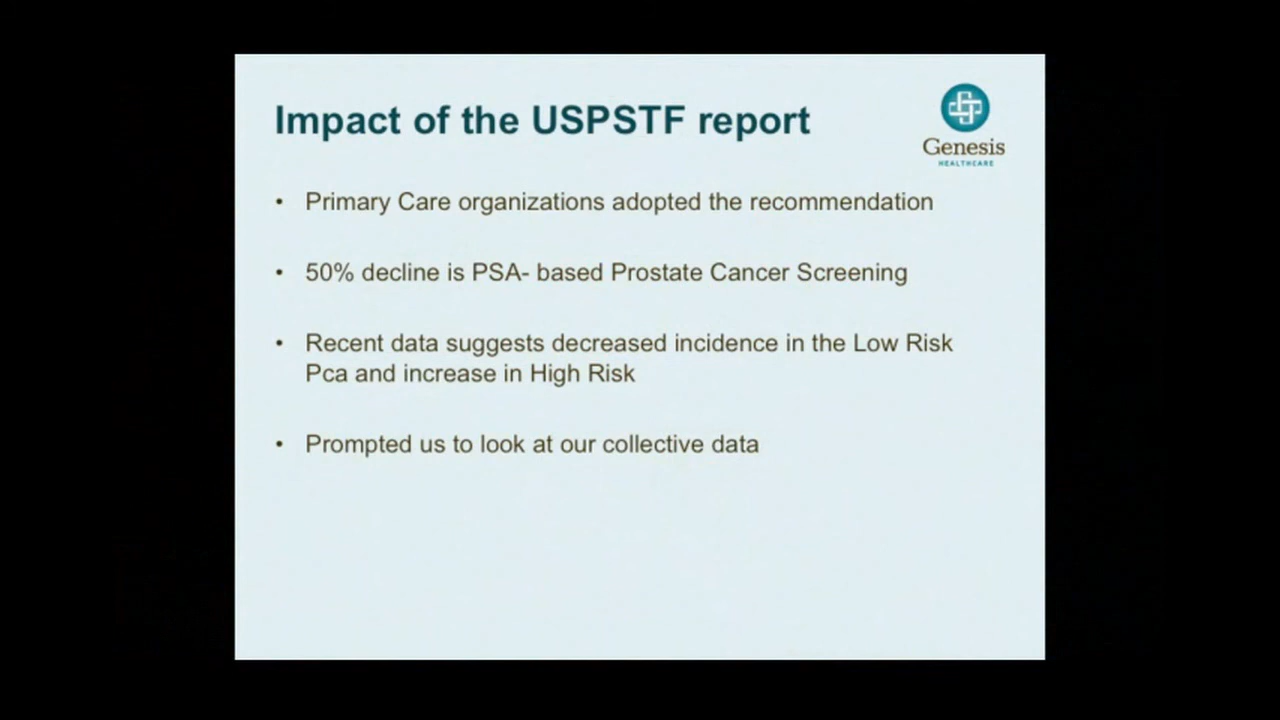 Impact of the USPSTF report
Genesis
HEALTHCARE
• Primary Care organizations adopted the recommendation
• 50% decline is PSA- based Prostate Cancer Screening
• Recent data suggests decreased incidence in the Low Risk
Pca and increase in High Risk
• Prompted us to look at our collective data